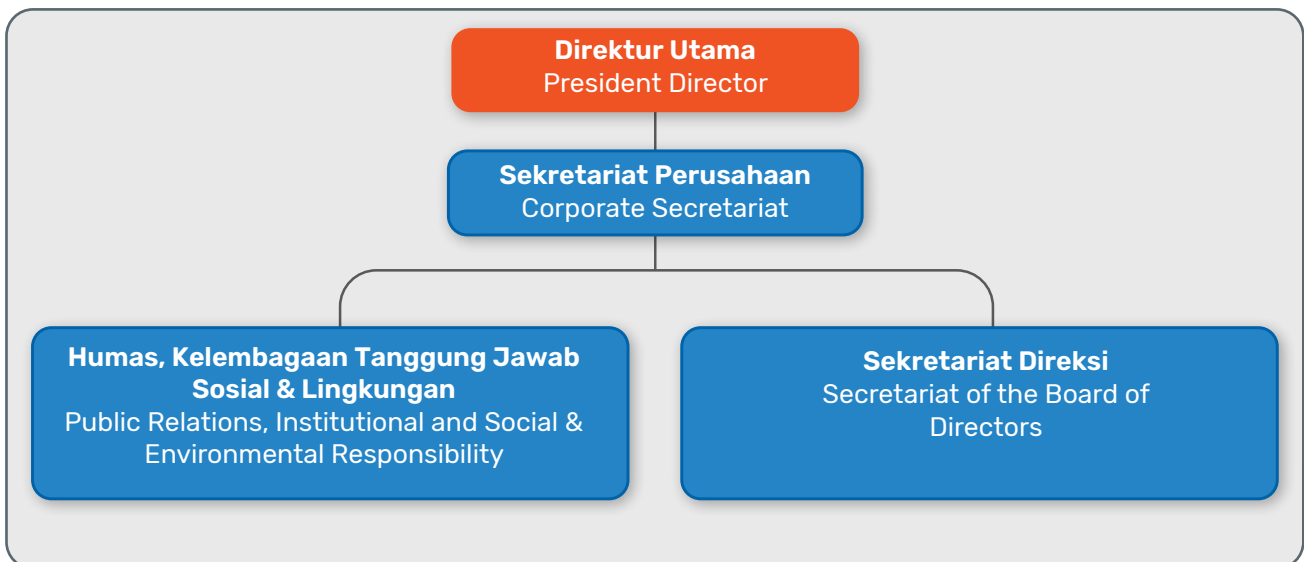 Direktur Utama
President Director
Sekretariat Perusahaan
Corporate Secretariat
Humas, Kelembagaan Tanggung Jawab
Sosial & Lingkungan
Public Relations, Institutional and Social &
Environmental Responsibility
Sekretariat Direksi
Secretariat of the Board of
Directors